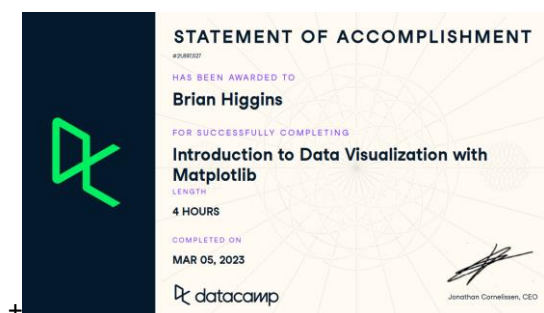 STATEMENT OF ACCOMPLISHMENT
HAS BEEN AWARDED TO
Brian Higgins
FOR SUCCESSFULLY COMPLETING
Introduction to Data Visualization with
Matplotlib
LENGTH
4 HOURS
COMPLETED ON
MAR 05, 2023
datacamp
Jonathan Cornelissen, CEO